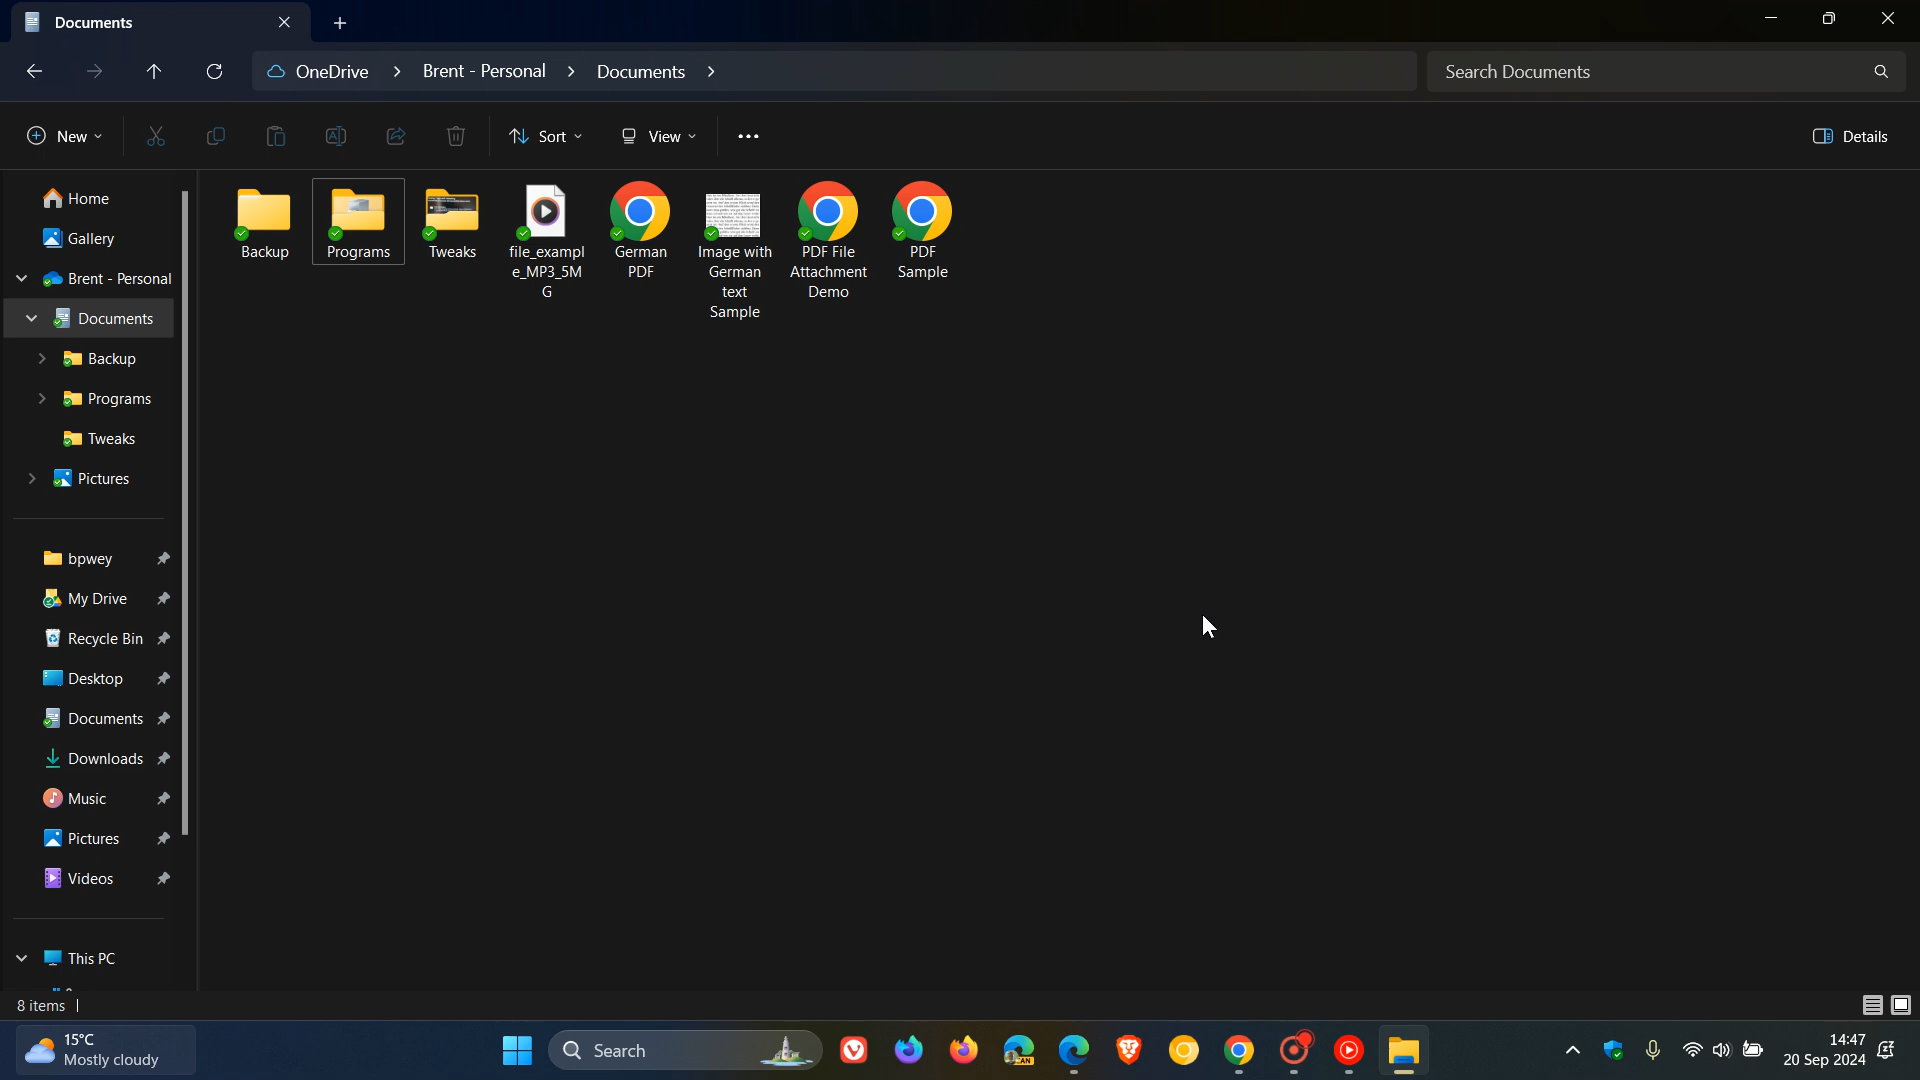 Documents
OneDrive > Brent - Personal > Documents >
Search Documents
New
Sort
View
Details
Home
Gallery
Brent - Personal
Documents
Backup
Programs
Tweaks
Pictures
bpwey
My Drive
Recycle Bin
Desktop
Documents
Downloads
Music
Pictures
Videos
This PC
Backup
Programs
Tweaks
file_exampl
e_MP3_5M
G
German
PDF
Image with
German
text
Sample
PDF File
Attachment
Demo
PDF
Sample
8 items
15°C
Mostly cloudy
Search
CAN
14:47
20 Sep 2024